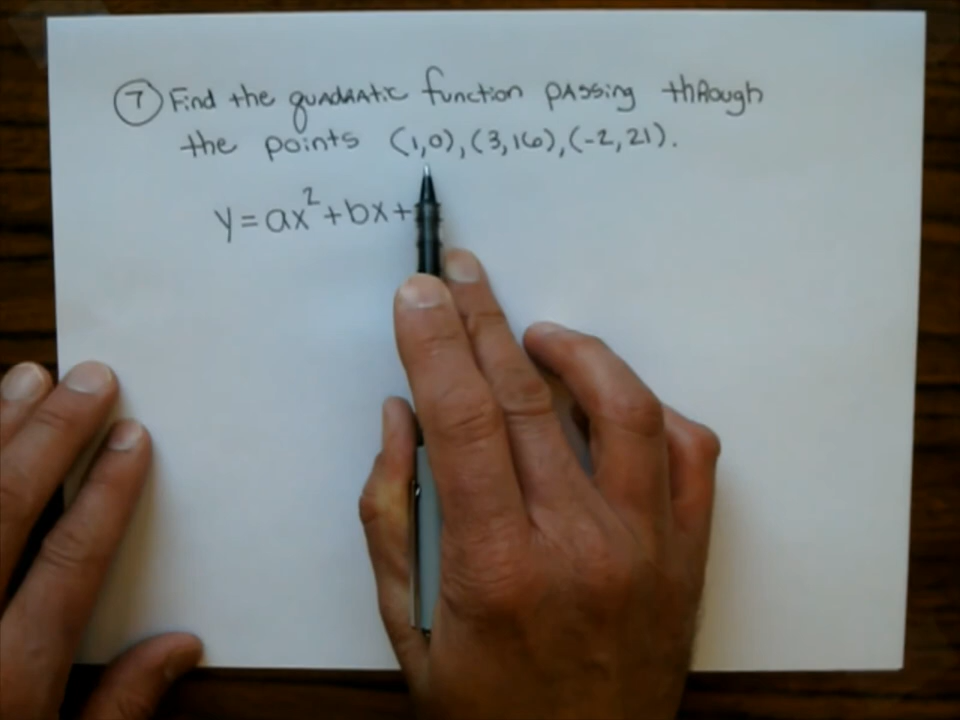 7 Find the quadratic function passing through
the points (1,0), (3,16), (-2, 21).
y = ax² + bx +